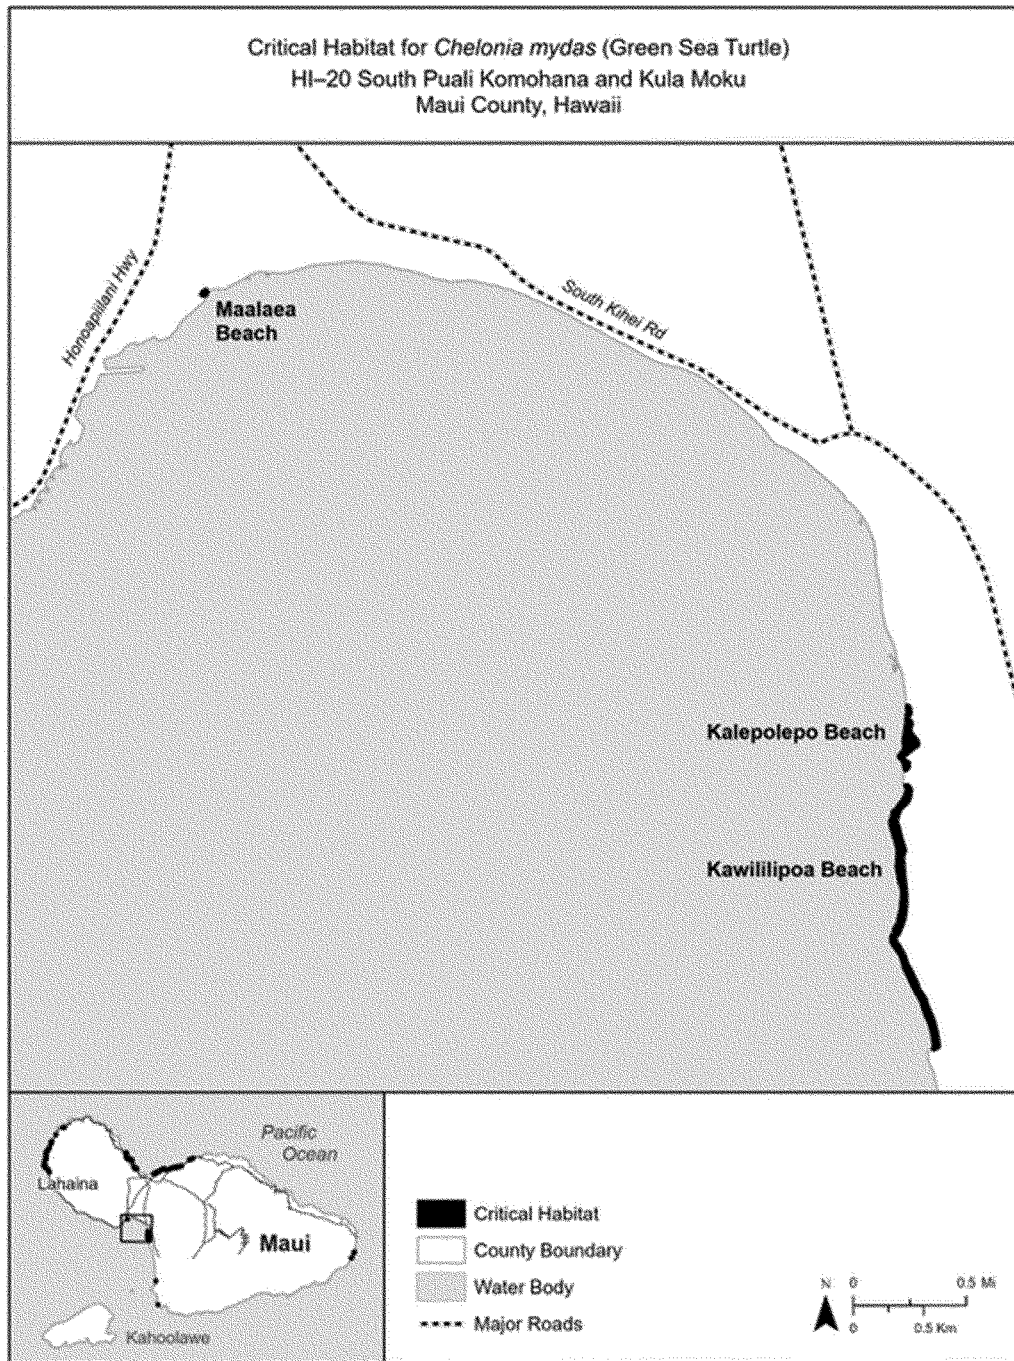 Critical Habitat for Chelonia mydas (Green Sea Turtle)
HI–20 South Puali Komohana and Kula Moku
Maui County, Hawaii
Honoapiilani Hwy
Maalaea
Beach
South Kihei Rd
Kalepolepo Beach
Kawililipoa Beach
Pacific
Ocean
Lahaina
Maui
Kahoolawe
Critical Habitat
County Boundary
Water Body
Major Roads
N
0 0.5 Mi
0 0.5 Km